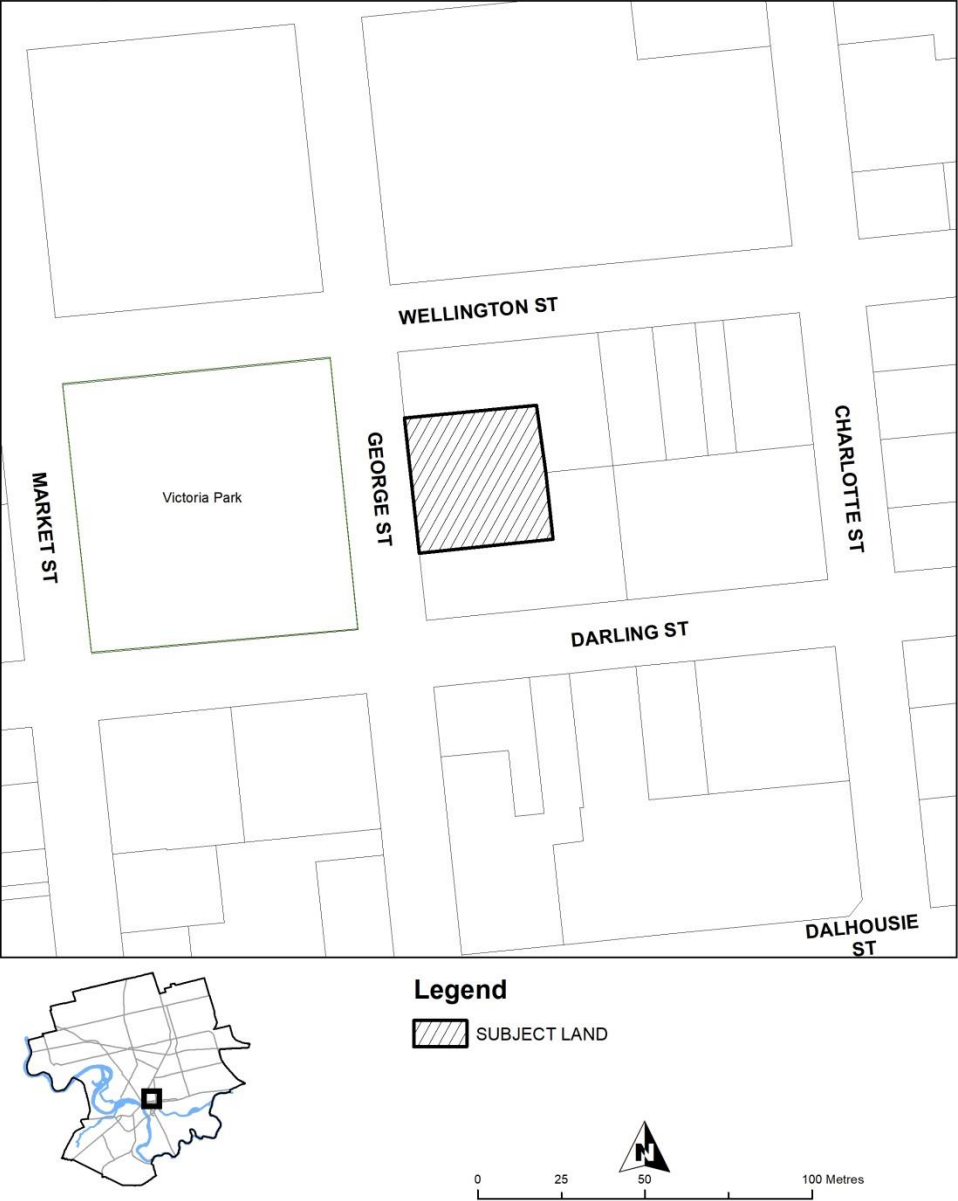 WELLINGTON ST
GEORGE ST
CHARLOTTE ST
MARKET ST
Victoria Park
DARLING ST
DALHOUSIE
ST
Legend
SUBJECT LAND
N
0 25 50 100 Metres